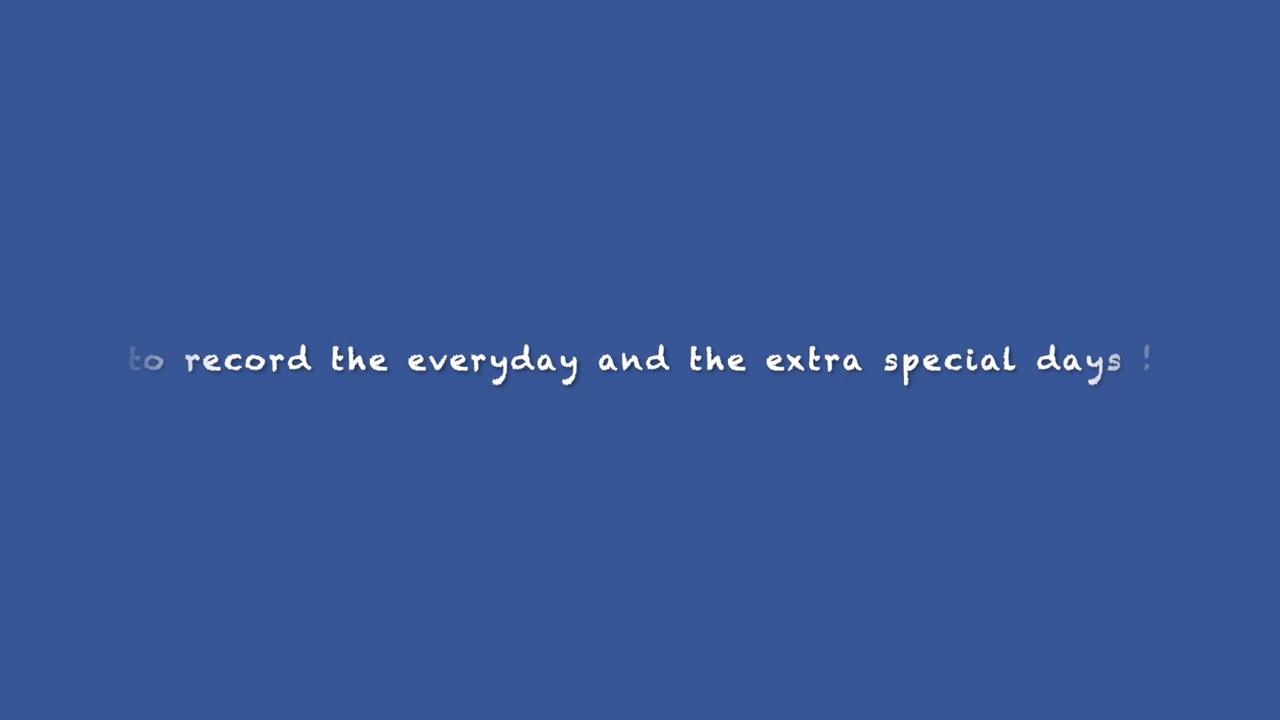 to record the everyday and the extra special days !